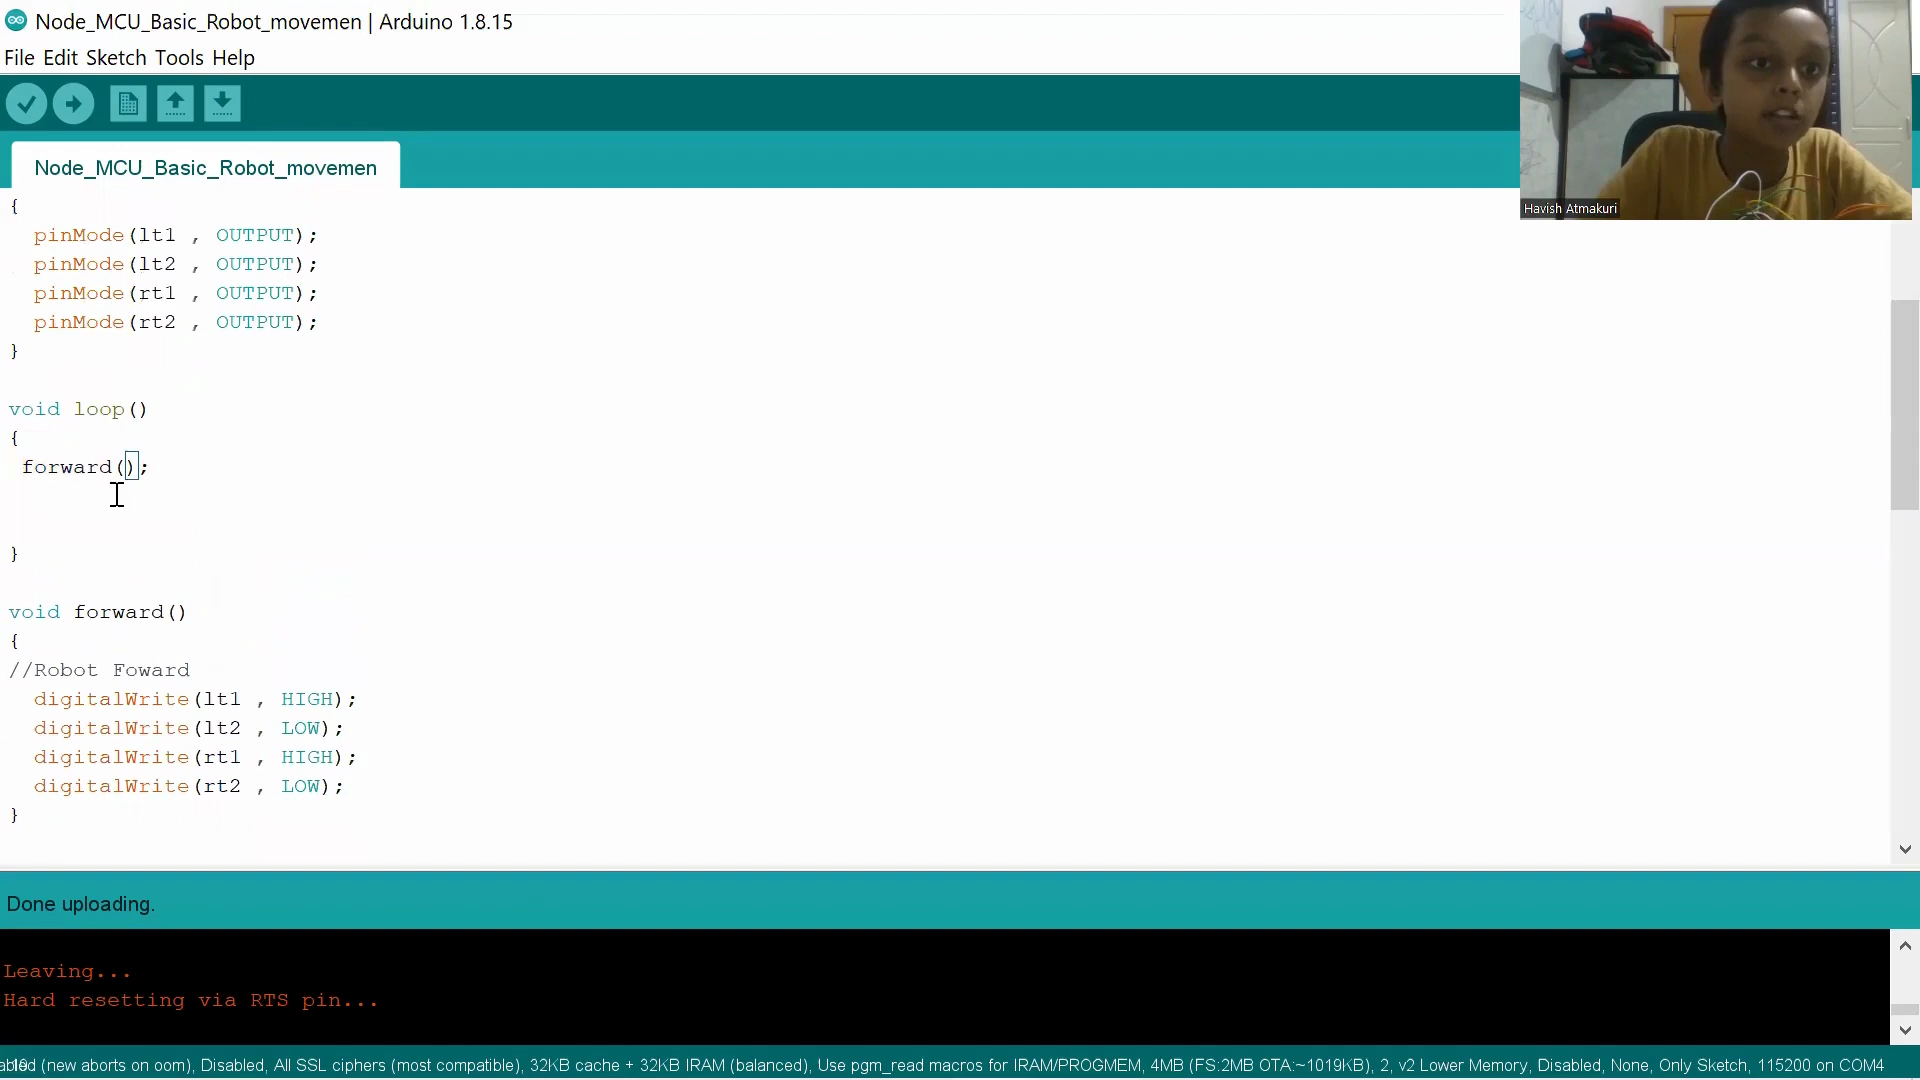 Node_MCU_Basic_Robot_movemen | Arduino 1.8.15
File Edit Sketch Tools Help
Havish Atmakuri
Node_MCU_Basic_Robot_movemen
{
pinMode(lt1 , OUTPUT);
pinMode(lt2 , OUTPUT);
pinMode(rt1 , OUTPUT);
pinMode(rt2 , OUTPUT);
}
void loop()
{
forward();
}
void forward()
{
//Robot Foward
digitalWrite(lt1 , HIGH);
digitalWrite(lt2 , LOW);
digitalWrite(rt1 , HIGH);
digitalWrite(rt2 , LOW);
}
Done uploading.
Leaving...
Hard resetting via RTS pin...
(new aborts on oom), Disabled, All SSL ciphers (most compatible), 32KB cache + 32KB IRAM (balanced), Use pgm_read macros for IRAM/PROGMEM, 4MB (FS:2MB OTA:~1019KB), 2, v2 Lower Memory, Disabled, None, Only Sketch, 115200 on COM4